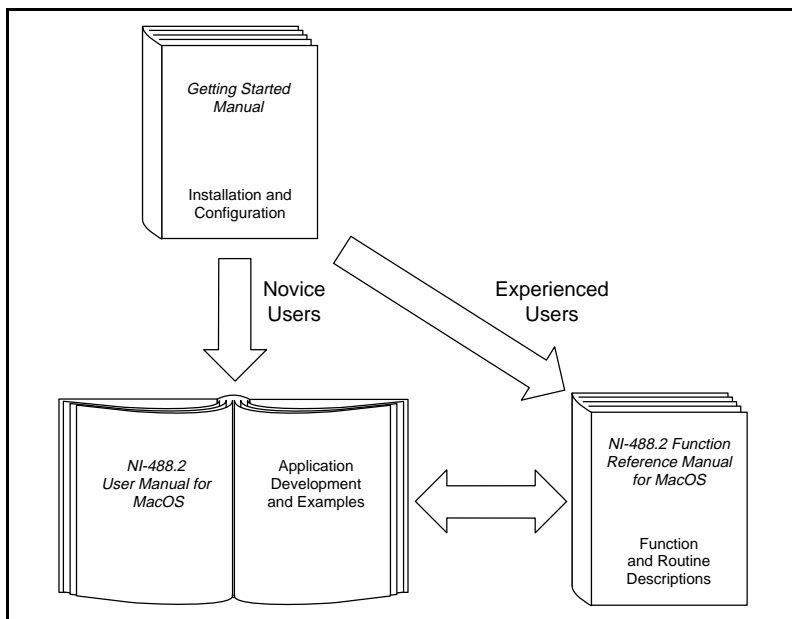 Getting Started
Manual
Installation and
Configuration
Novice
Users
Experienced
Users
NI-488.2
User Manual for
MacOS
Application
Development
and Examples
NI-488.2 Function
Reference Manual
for MacOS
Function
and Routine
Descriptions